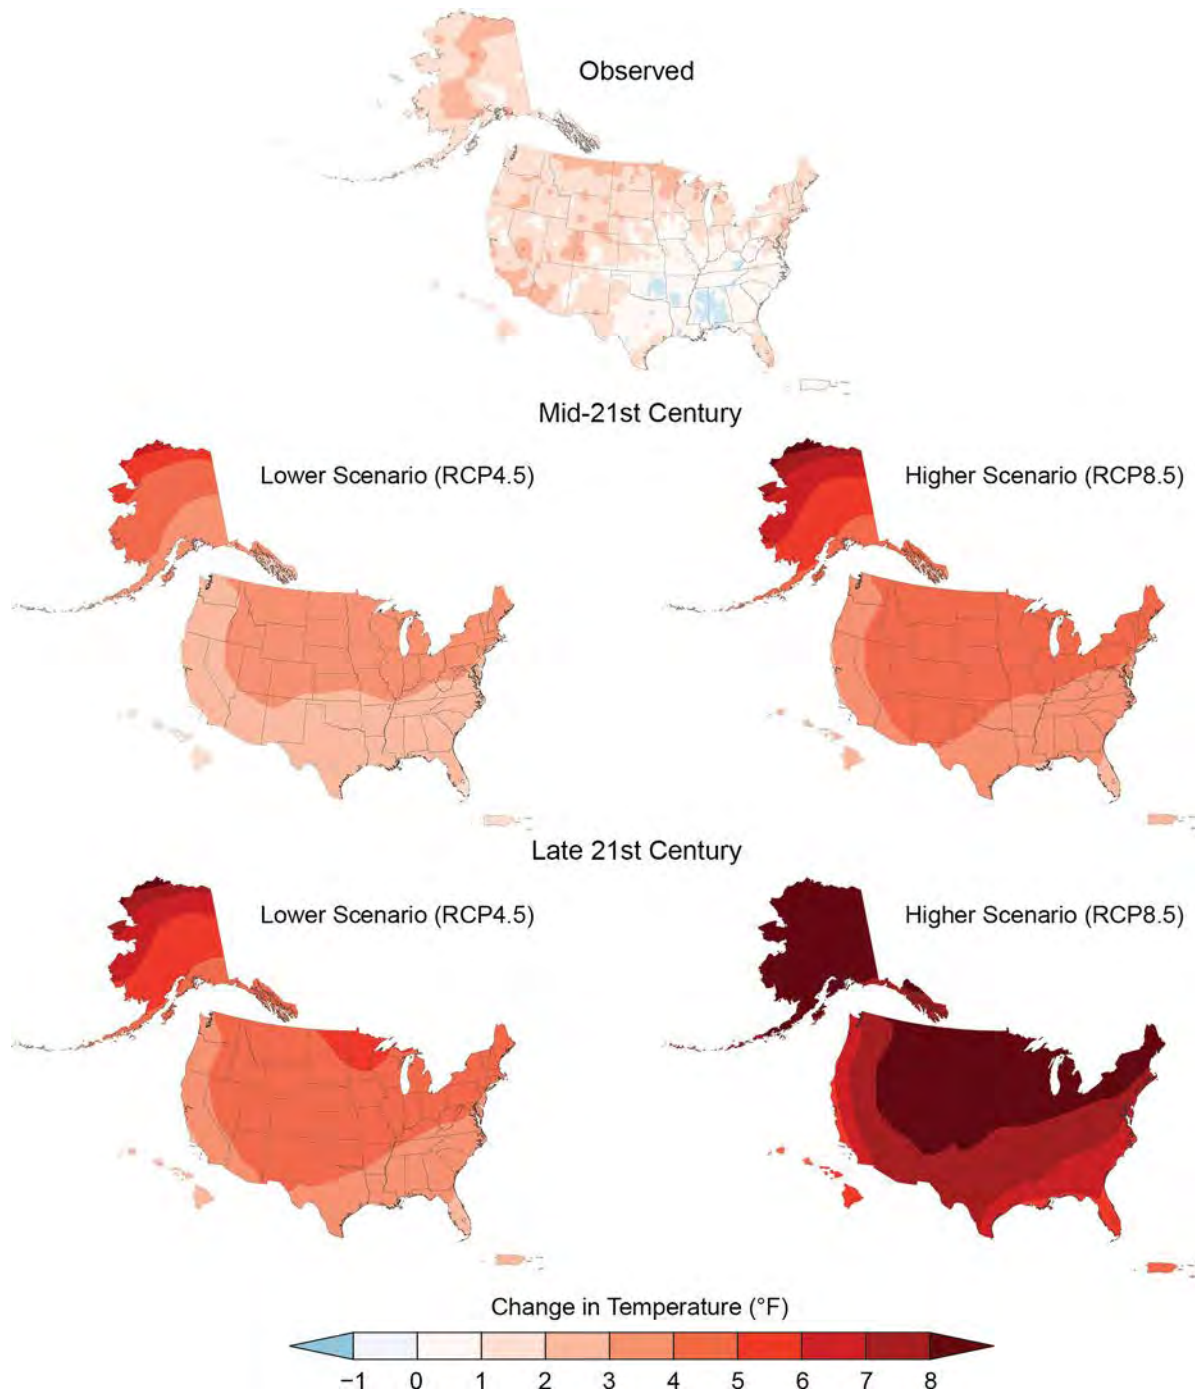 Observed
Mid-21st Century
Lower Scenario (RCP4.5)
Higher Scenario (RCP8.5)
Late 21st Century
Lower Scenario (RCP4.5)
Higher Scenario (RCP8.5)
Change in Temperature (°F)
−1 0 1 2 3 4 5 6 7 8